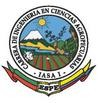 CARRERA DE INGENIERÍA EN CIENCIAS AGROPECUARIAS
IASA I
ESPE